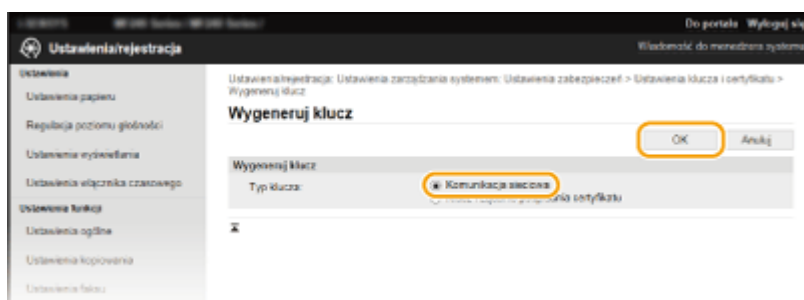 Do portalu Wyloguj się
Ustawienia/rejestracja
Wiadomość do menedżera systemu
Ustawienia
Ustawienia papieru
Regulacja poziomu głośności
Ustawienia wyświetlania
Ustawienia włącznika czasowego
Ustawienia funkcji
Ustawienia ogólne
Ustawienia kopiowania
Ustawienia faksu
Ustawienia/rejestracja: Ustawienia zarządzania systemem: Ustawienia zabezpieczeń > Ustawienia klucza i certyfikatu >
Wygeneruj klucz
Wygeneruj klucz
OK
Anuluj
Wygeneruj klucz
Typ klucza:
Komunikacja sieciowa
certyfikatu